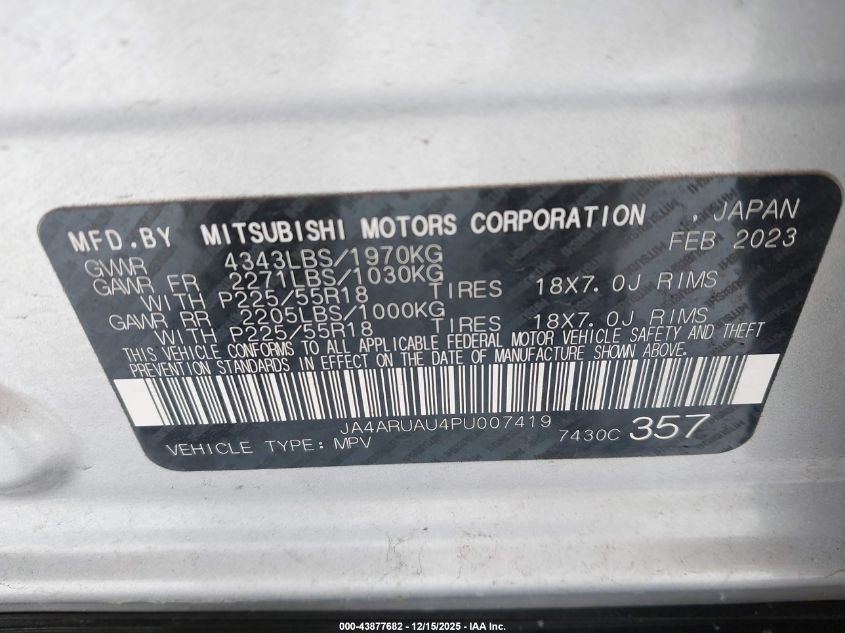 MFD.BY MITSUBISHI MOTORS CORPORATION , JAPAN
FEB 2023
GVWR 4343LBS/1970KG
GAWR FR 2271LBS/1030KG
WITH P225/55R18 TIRES 18X7.0J RIMS
GAWR RR 2205LBS/1000KG
WITH P225/55R18 TIRES 18X7.0J RIMS
THIS VEHICLE CONFORMS TO ALL APPLICABLE FEDERAL MOTOR VEHICLE SAFETY AND THEFT
PREVENTION STANDARDS IN EFFECT ON THE DATE OF MANUFACTURE SHOWN ABOVE.
JA4ARUAU4PU007419
VEHICLE TYPE: MPV 7430C 357
000-43877682 - 12/15/2025 - IAA Inc.